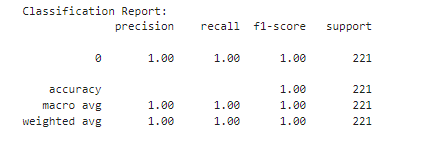 Classification Report:
precision recall f1-score support
0 1.00 1.00 1.00 221
accuracy 1.00 221
macro avg 1.00 1.00 1.00 221
weighted avg 1.00 1.00 1.00 221